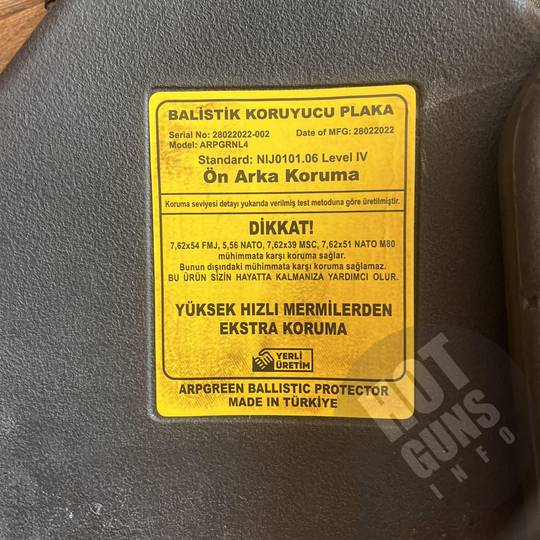 BALİSTİK KORUYUCU PLAKA
Serial No: 28022022-002 Date of MFG: 28022022
Model: ARPGRNL4
Standard: NIJ0101.06 Level IV
Ön Arka Koruma
Koruma seviyesi detayı yukarıda verilmiş test metoduna göre üretilmiştir.
DİKKAT!
7,62x54 FMJ, 5,56 NATO, 7,62x39 MSC, 7,62x51 NATO M80
mühimmata karşı koruma sağlar.
Bunun dışındaki mühimmata karşı koruma sağlamaz.
BU ÜRÜN SİZİN HAYATTA KALMANIZA YARDIMCI OLUR.
YÜKSEK HIZLI MERMİLERDEN
EKSTRA KORUMA
YERLİ
ÜRETİM
ARPGREEN BALLISTIC PROTECTOR
MADE IN TÜRKİYE
HOT
GUNS
INFO